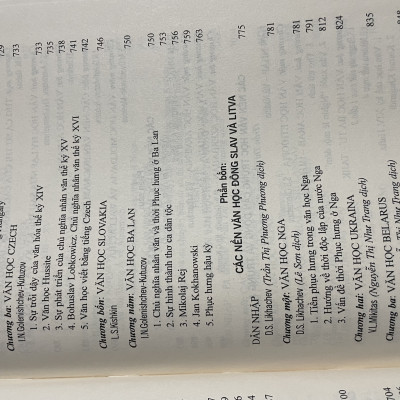 Hungary
729
Chương ba: VĂN HỌC CZECH
I.N.Golenishchev-Kutuzov 733
1. Sự trỗi dậy của văn hóa thế kỷ XIV 733
2. Văn học Hussite 735
3. Sự phát triển của chủ nghĩa nhân văn thế kỷ XV 738
4. Bohuslav Lobkovicz. Chủ nghĩa nhân văn thế kỷ XVI 741
5. Văn học viết bằng tiếng Czech 742
Chương bốn: VĂN HỌC SLOVAKIA
L.S.Kishkin 746
Chương năm: VĂN HỌC BA LAN
I.N.Golenishchev-Kutuzov 750
1. Chủ nghĩa nhân văn và thời Phục hưng ở Ba Lan 750
2. Sự hình thành thơ ca dân tộc 753
3. Mikołaj Rej 756
4. Jan Kokhanowski 759
5. Phục hưng hậu kỳ 763
Phần bốn:
CÁC NỀN VĂN HỌC ĐÔNG SLAV VÀ LITVA 775
DẪN NHẬP
D.S. Likhachev (Trần Thị Phương Phương dịch) 781
Chương một: VĂN HỌC NGA
D.S. Likhachev (Lê Sơn dịch) 781
1. Tiền phục hưng trong văn học Nga 791
2. Hướng về thời độc lập của nước Nga 812
3. Vấn đề thời Phục hưng ở Nga 824
Chương hai: VĂN HỌC UKRAINA
V.I. Mikitas (Nguyễn Thị Như Trang dịch) 835
Chương ba: VĂN HỌC BELARUS
Thị Như Trang dịch) 848